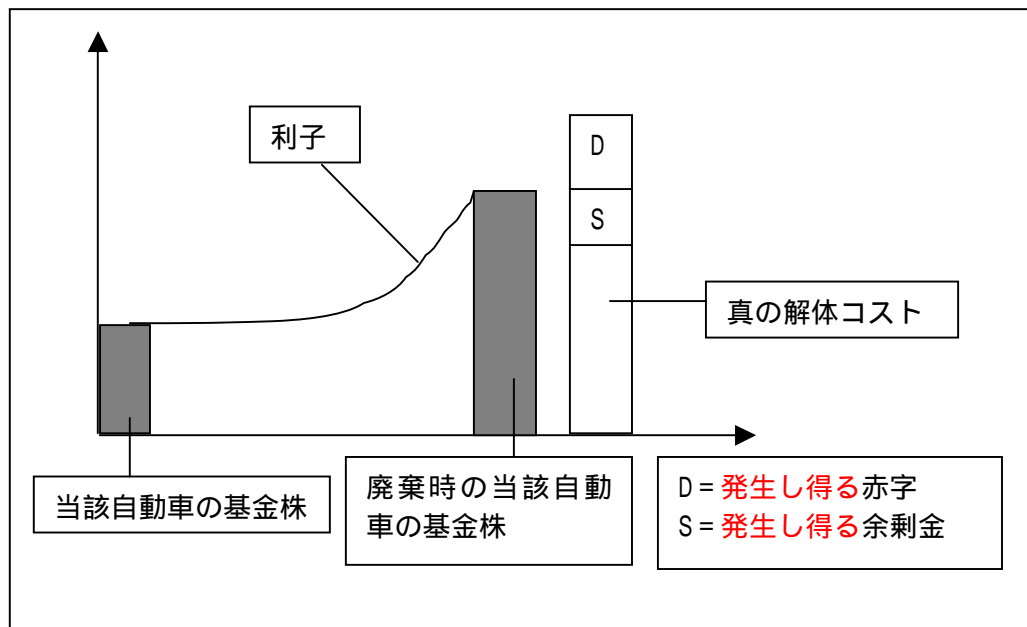 利子
D
S
真の解体コスト
当該自動車の基金株
廃棄時の当該自動
車の基金株
D=発生し得る赤字
S=発生し得る余剰金